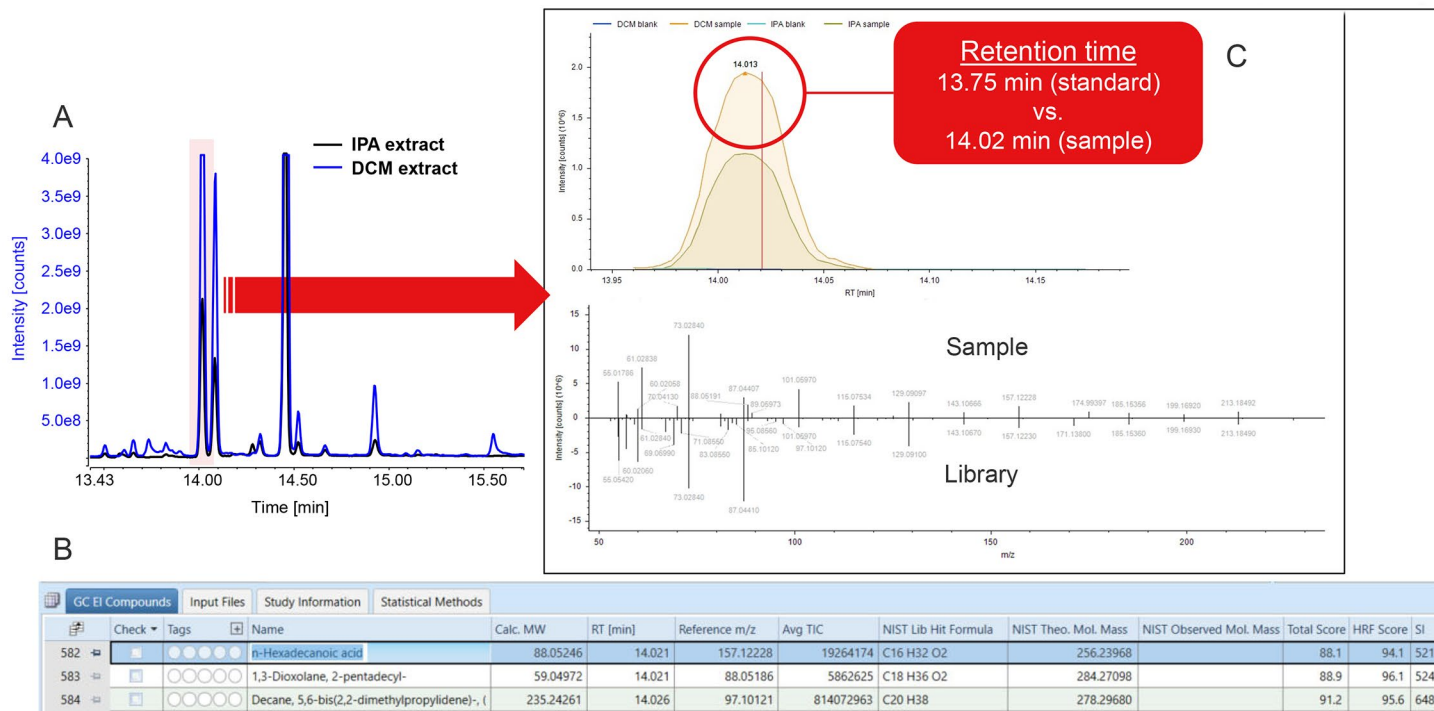 A
IPA extract
DCM extract
4.0e9
3.5e9
3.0e9
2.5e9
2.0e9
1.5e9
1.0e9
5.0e8
Intensity [counts]
13.43
14.00
14.50
15.00
15.50
Time [min]
C
DCM blank
DCM sample
IPA blank
IPA sample
14.013
2.0
1.5
1.0
0.5
0.0
Intensity [counts] (10^6)
13.95
14.00
14.05
14.10
14.15
RT [min]
Retention time
13.75 min (standard)
vs.
14.02 min (sample)
15
10
5
0
-5
-10
-15
Intensity [counts] (10^6)
Sample
73.02840
61.02838
55.01786
60.02068
70.04130
88.05191
87.04407
89.05973
101.05970
115.07534
129.09097
143.10666
157.12228
174.99397
185.15356
199.16920
213.18492
Library
61.02840
69.06990
71.08550
83.08550
85.10120
95.08560
97.10120
101.05970
60.02060
55.05420
73.02840
87.04410
115.07540
129.09100
143.10670
157.12230
171.13800
185.15360
199.16930
213.18490
50
100
150
200
m/z
B
GC EI Compounds Input Files Study Information Statistical Methods
Check Tags Name Calc. MW RT [min] Reference m/z Avg TIC NIST Lib Hit Formula NIST Theo. Mol. Mass NIST Observed Mol. Mass Total Score HRF Score SI
582 n-Hexadecanoic acid 88.05246 14.021 157.12228 19264174 C16 H32 O2 256.23968 88.1 94.1 521
583 1,3-Dioxolane, 2-pentadecyl- 59.04972 14.021 88.05186 5862625 C18 H36 O2 284.27098 88.9 96.1 524
584 Decane, 5,6-bis(2,2-dimethylpropylidene)-, ( 235.24261 14.026 97.10121 814072963 C20 H38 278.29680 91.2 95.6 648